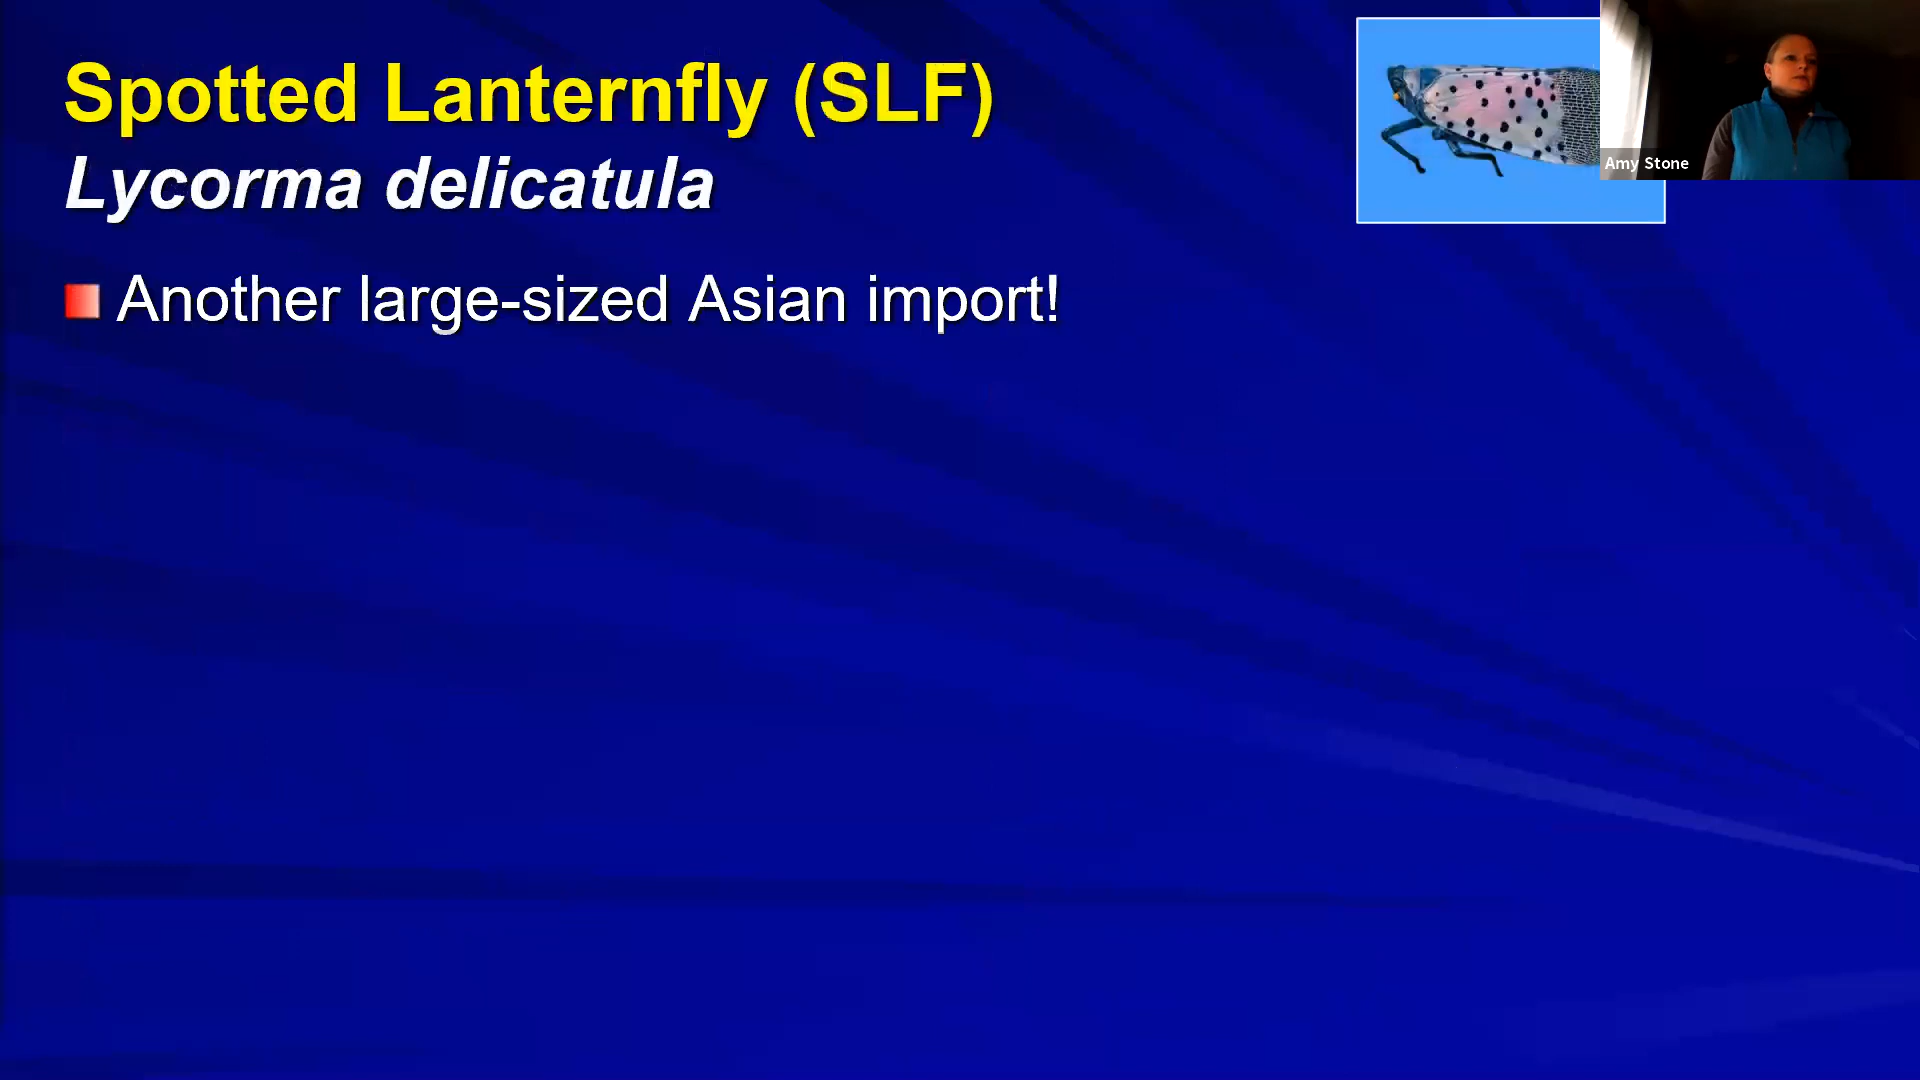 Spotted Lanternfly (SLF)
Lycorma delicatula
Another large-sized Asian import!
Amy Stone